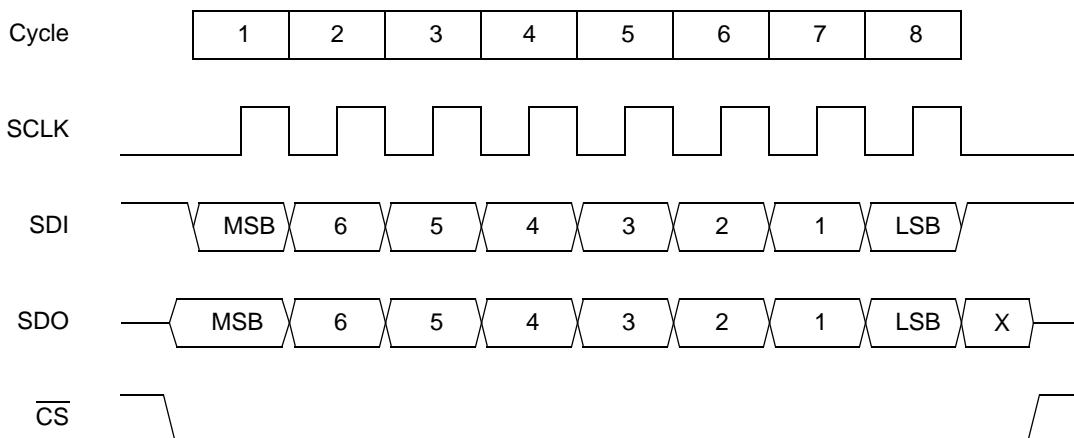 Cycle 1 2 3 4 5 6 7 8
SCLK
SDI MSB 6 5 4 3 2 1 LSB
SDO MSB 6 5 4 3 2 1 LSB X
CS